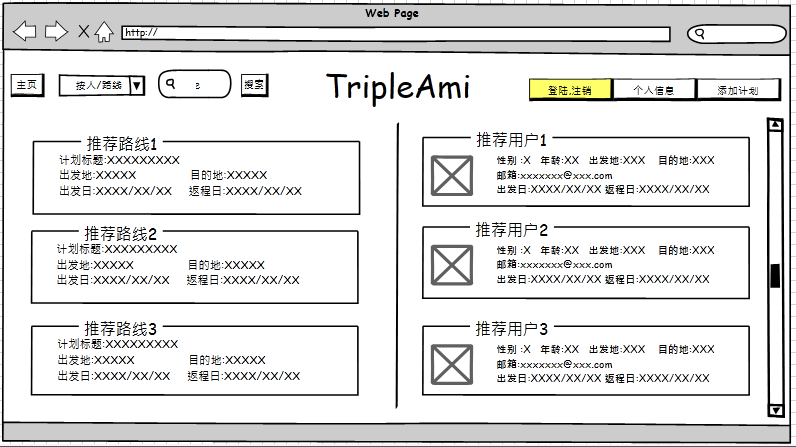 Web Page
http://
主页
按人/路线
搜索
TripleAmi
登陆,注销
个人信息
添加计划
推荐路线1
计划标题:XXXXXXXXX
出发地:XXXXX 目的地:XXXXX
出发日:XXXX/XX/XX 返程日:XXXX/XX/XX
推荐路线2
计划标题:XXXXXXXXX
出发地:XXXXX 目的地:XXXXX
出发日:XXXX/XX/XX 返程日:XXXX/XX/XX
推荐路线3
计划标题:XXXXXXXXX
出发地:XXXXX 目的地:XXXXX
出发日:XXXX/XX/XX 返程日:XXXX/XX/XX
推荐用户1
性别 :X 年龄:XX 出发地:XXX 目的地:XXX
邮箱:xxxxxxx@xxx.com
出发日:XXXX/XX/XX 返程日:XXXX/XX/XX
推荐用户2
性别 :X 年龄:XX 出发地:XXX 目的地:XXX
邮箱:xxxxxxx@xxx.com
出发日:XXXX/XX/XX 返程日:XXXX/XX/XX
推荐用户3
性别 :X 年龄:XX 出发地:XXX 目的地:XXX
邮箱:xxxxxxx@xxx.com
出发日:XXXX/XX/XX 返程日:XXXX/XX/XX